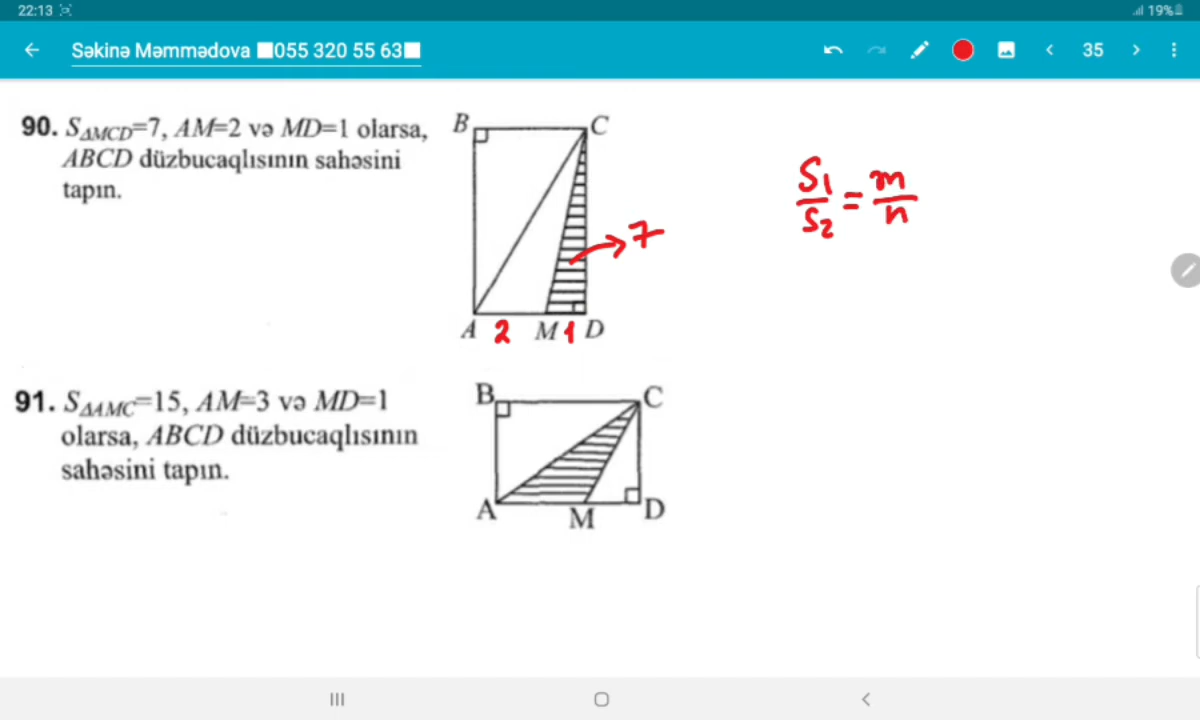 22:13
19%
Səkinə Məmmədova 055 320 55 63
35
90. SΔMCD=7, AM=2 və MD=1 olarsa,
ABCD düzbucaqlısının sahəsini
tapın.
B
C
7
A 2 M 1 D
S1/S2 = m/n
91. SΔAMC=15, AM=3 və MD=1
olarsa, ABCD düzbucaqlısının
sahəsini tapın.
B
C
A
M
D